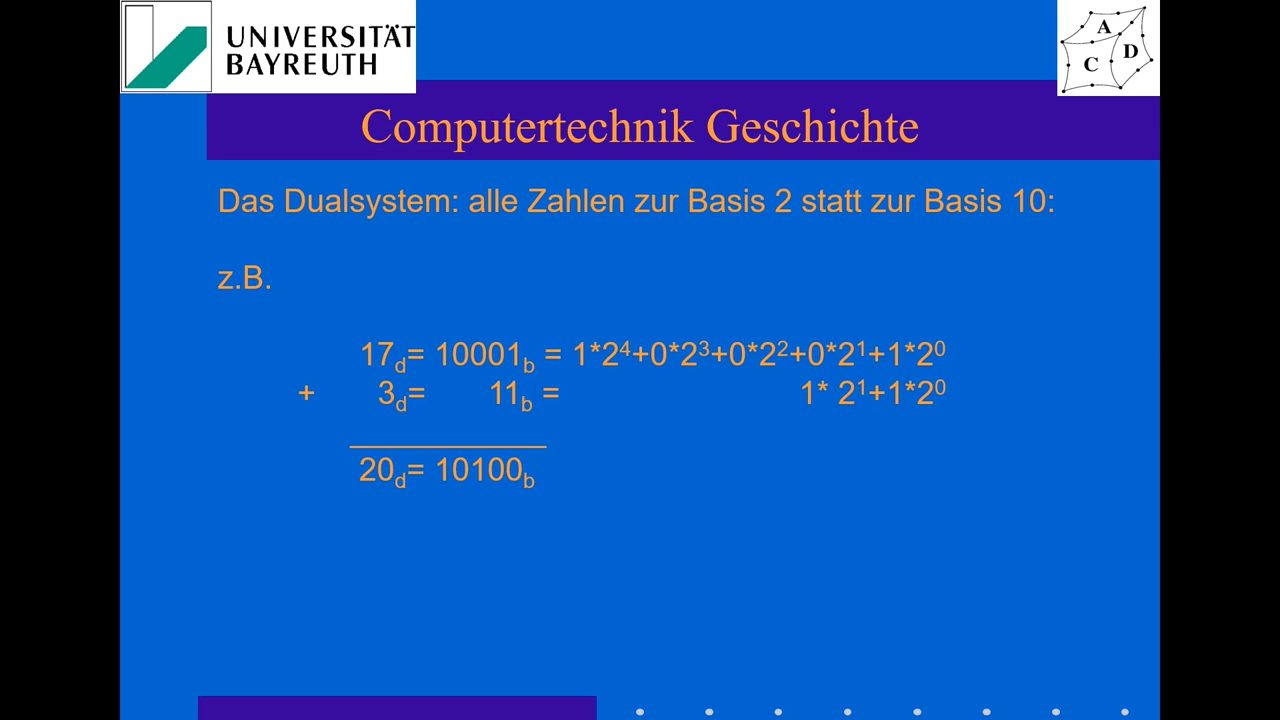 UNIVERSITÄT
BAYREUTH
A
C D
Computertechnik Geschichte
Das Dualsystem: alle Zahlen zur Basis 2 statt zur Basis 10:
z.B.
17d= 10001b = 1*2⁴+0*2³+0*2²+0*2¹+1*2⁰
+ 3d= 11b = 1* 2¹+1*2⁰
20d= 10100b